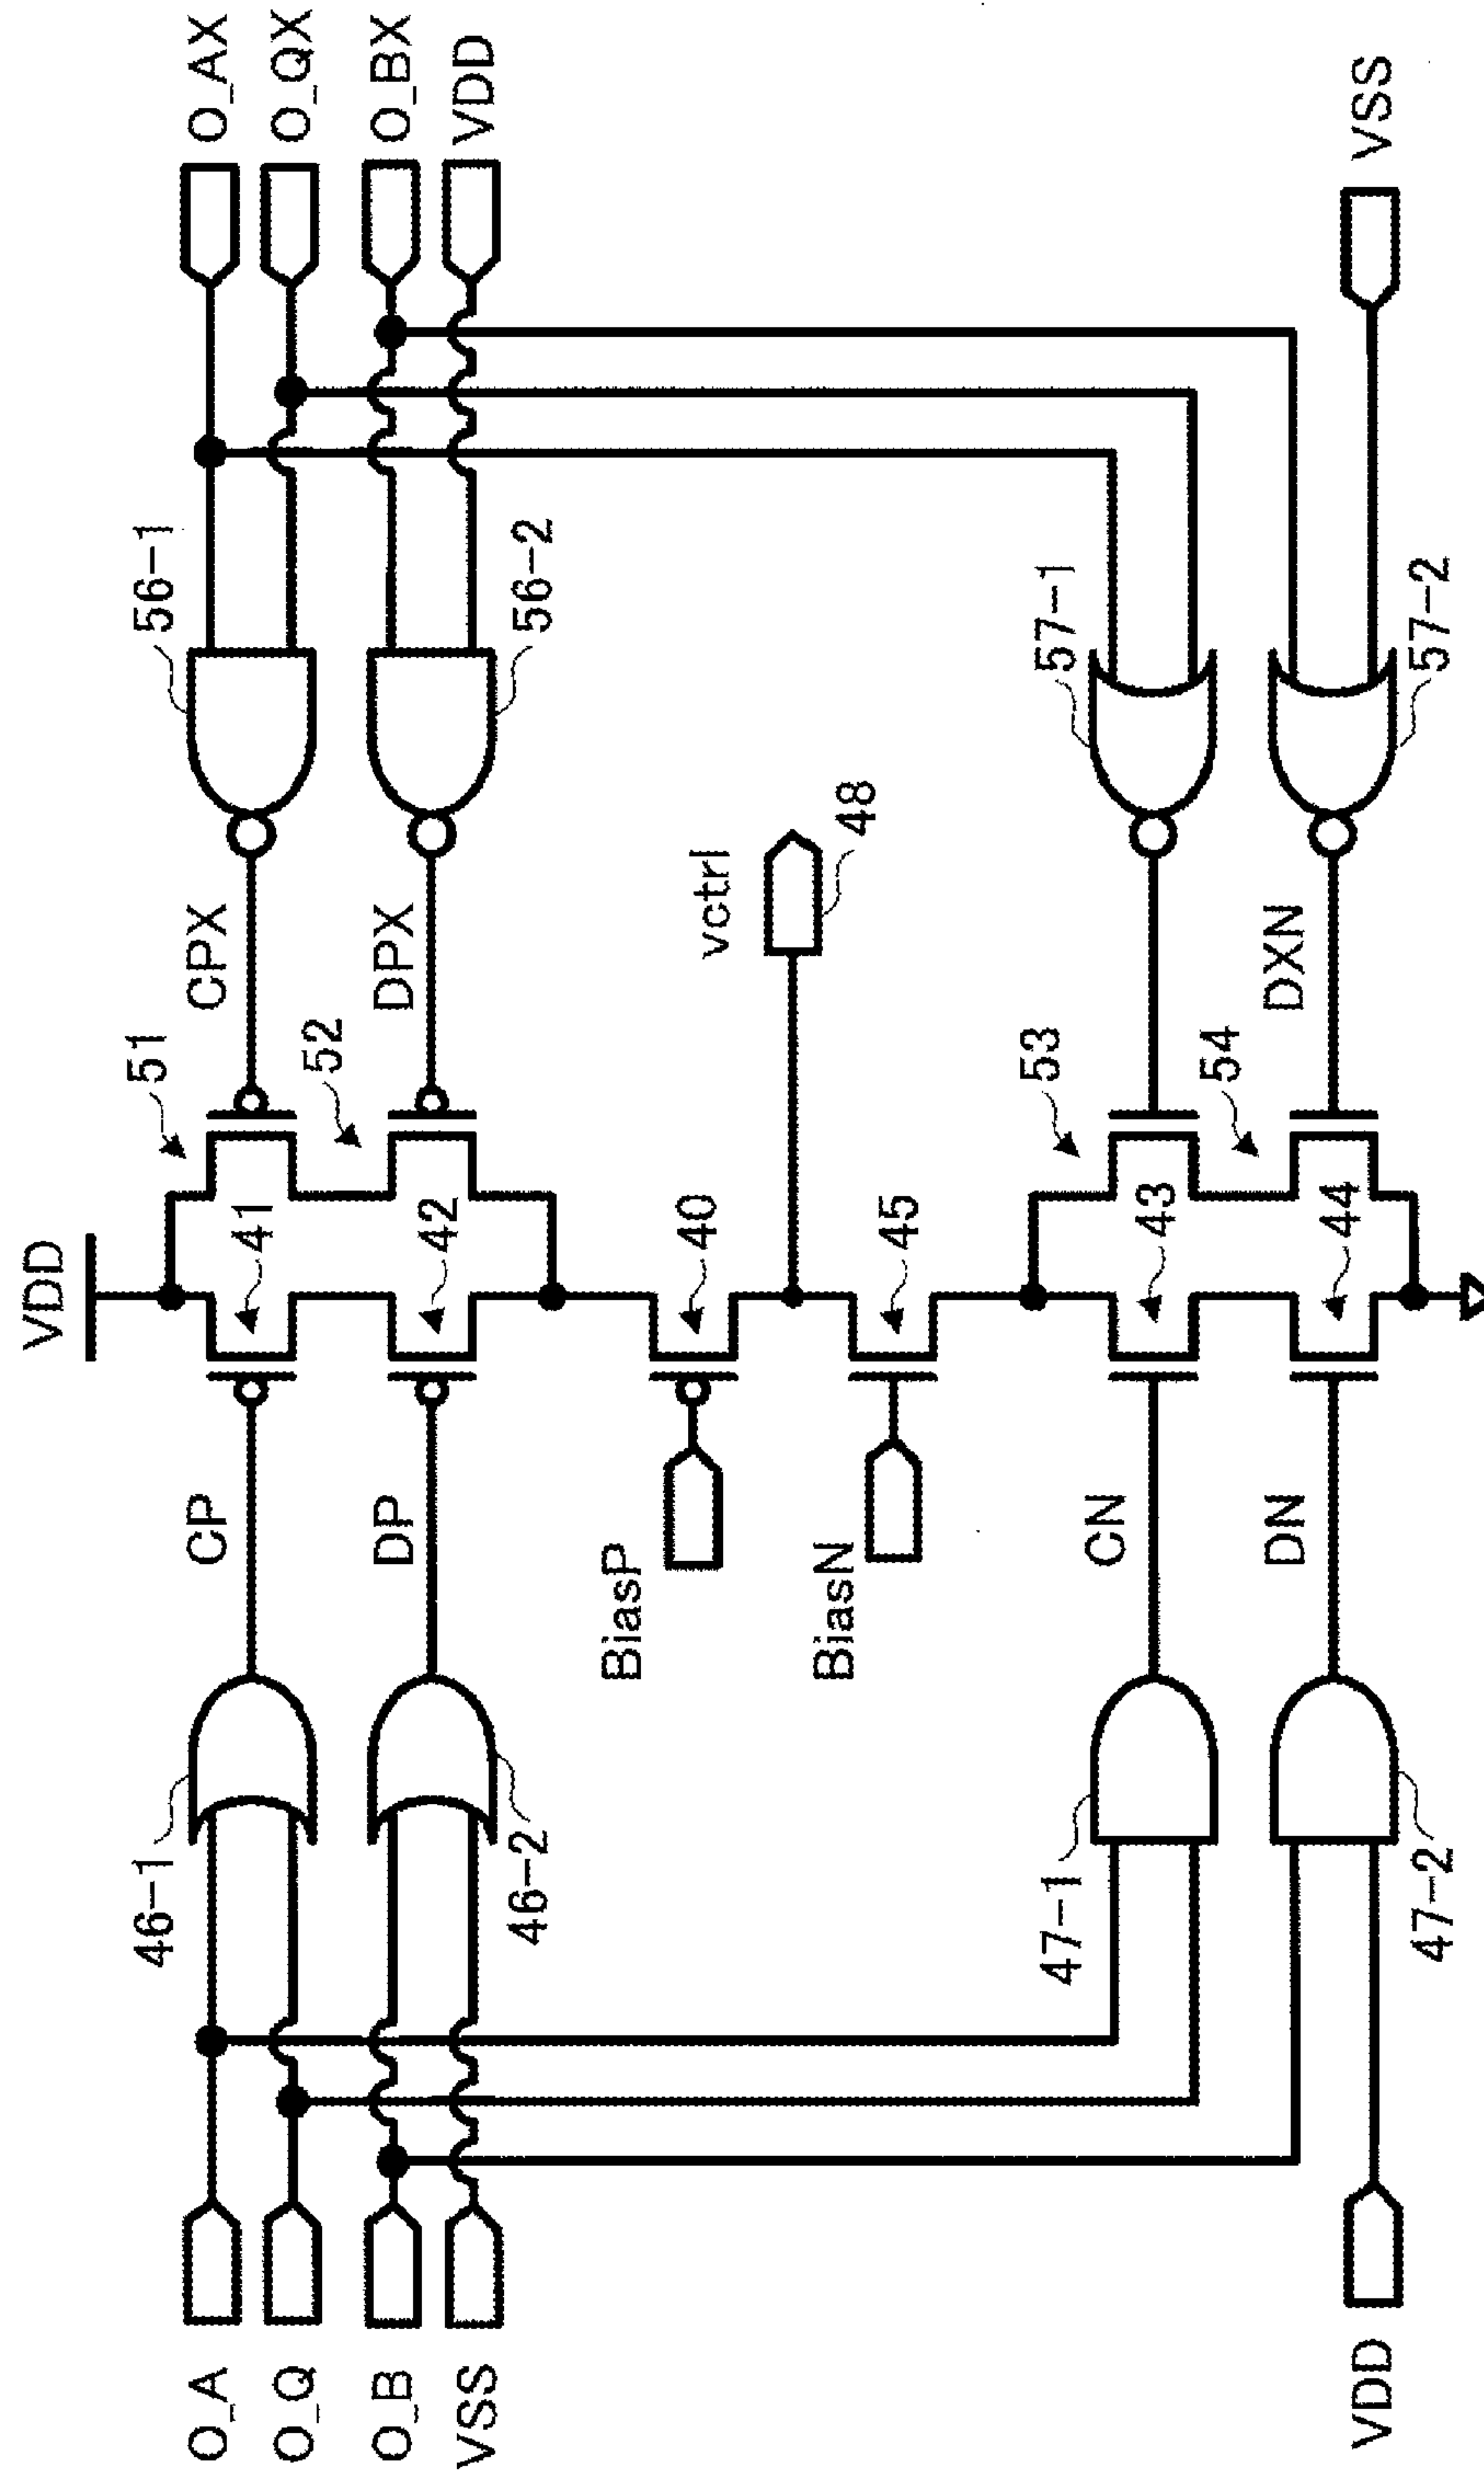 VDD
O_A
O_Q
O_B
VSS
46-1
46-2
CP
DP
41
42
51
52
CPX
DPX
56-1
56-2
O_AX
O_QX
O_BX
VDD
BiasP
BiasN
40
45
vctrl
48
VDD
47-1
47-2
CN
DN
43
44
53
54
DXN
57-1
57-2
VSS